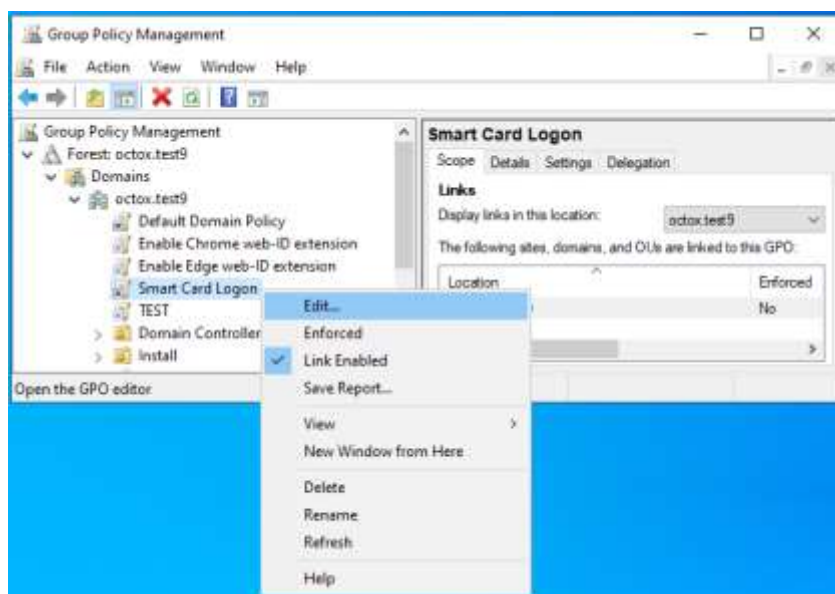 Group Policy Management
File Action View Window Help
Group Policy Management
Forest: octox.test9
Domains
octox.test9
Default Domain Policy
Enable Chrome web-ID extension
Enable Edge web-ID extension
Smart Card Logon
TEST
Domain Controller
Install
Open the GPO editor
Smart Card Logon
Scope Details Settings Delegation
Links
Display links in this location: octox.test9
The following sites, domains, and OUs are linked to this GPO:
Location Enforced
No
Edit...
Enforced
Link Enabled
Save Report...
View
New Window from Here
Delete
Rename
Refresh
Help